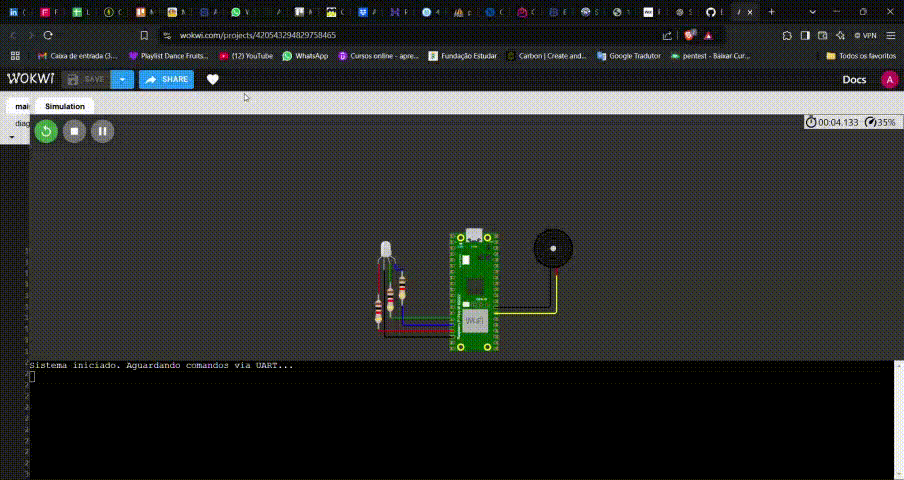 wokwi.com/projects/420543294829758465
VPN
Caixa de entrada (3...
Playlist Dance Fruits...
(12) YouTube
WhatsApp
Cursos online - apre...
Fundação Estudar
Carbon | Create and...
Google Tradutor
pentest - Baixar Cur...
Todos os favoritos
WOKWI
SAVE
SHARE
Docs
A
mai
Simulation
diag
00:04.133
35%
WiFi
Sistema iniciado. Aguardando comandos via UART...